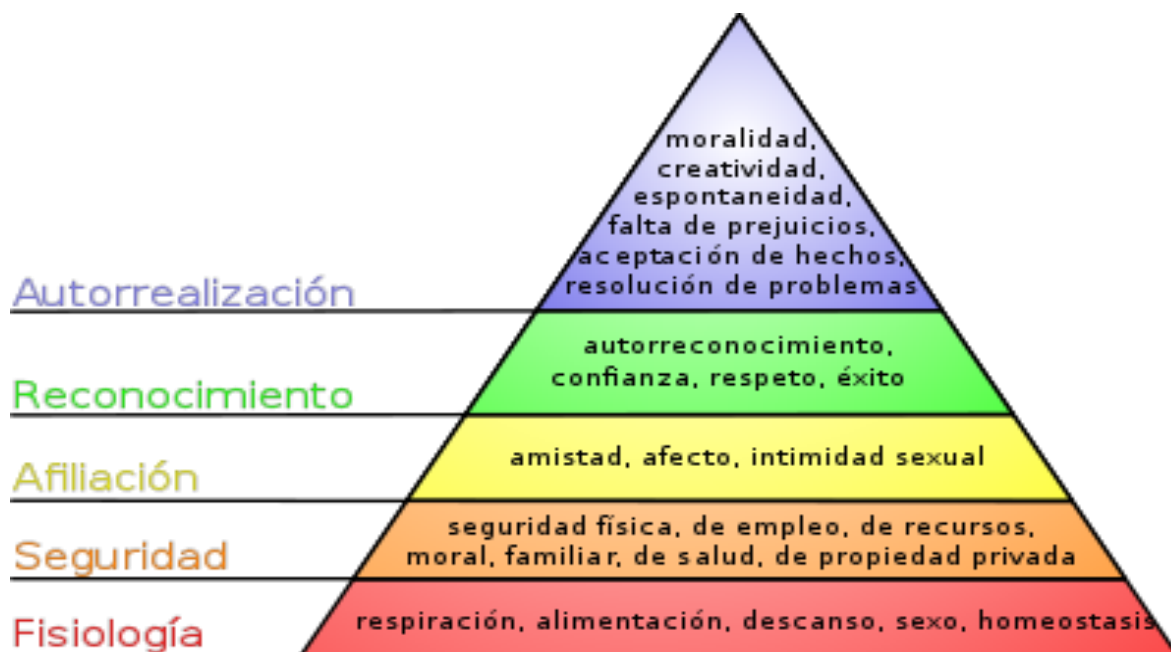 moralidad,
creatividad,
espontaneidad,
falta de prejuicios,
aceptación de hechos,
resolución de problemas
Autorrealización
autorreconocimiento,
confianza, respeto, éxito
Reconocimiento
amistad, afecto, intimidad sexual
Afiliación
seguridad física, de empleo, de recursos,
moral, familiar, de salud, de propiedad privada
Seguridad
respiración, alimentación, descanso, sexo, homeostasis
Fisiología